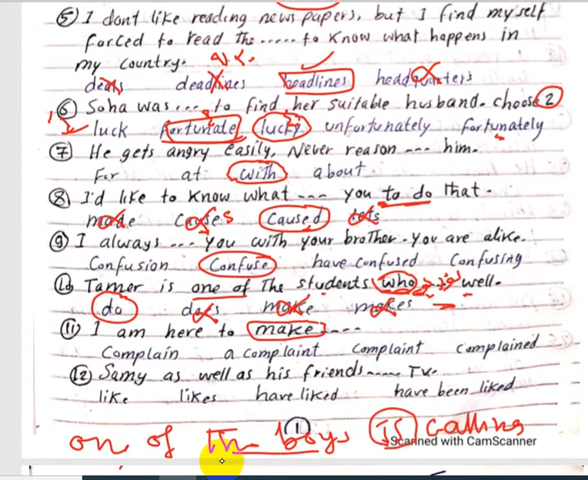 ⑤ I dont like reading news papers, but I find my self
forced to read the ...... to know what happens in
my country.
deals deadlines headlines headquarters
⑥ Soha was .... to find her suitable husband. choose 2
luck fortunate lucky unfortunately fortunately
⑦ He gets angry easily, Never reason --- him.
For at with about.
⑧ I'd like to know what --- you to do that.
made causes caused lets
⑨ I always --- you with your brother. You are alike.
Confusion Confuse have confused Confusing
⑩ Tamer is one of The students who well.
do does make makes
⑪ I am here to make ---
Complain a complaint complaint complained
⑫ Samy as well as his friends ----- TV.
like likes have liked have been liked
①
on of The boys is calling
Scanned with CamScanner